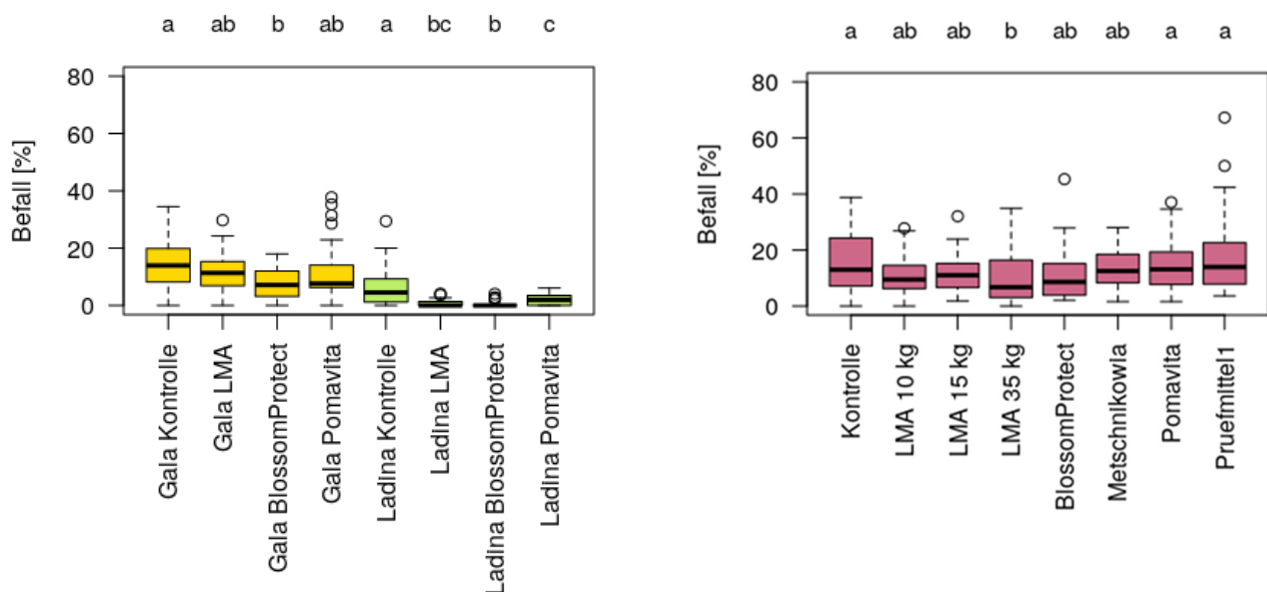 a ab b ab a bc b c
80
60
40
20
0
Befall [%]
Gala Kontrolle
Gala LMA
Gala BlossomProtect
Gala Pomavita
Ladina Kontrolle
Ladina LMA
Ladina BlossomProtect
Ladina Pomavita
a ab ab b ab ab a a
80
60
40
20
0
Befall [%]
Kontrolle
LMA 10 kg
LMA 15 kg
LMA 35 kg
BlossomProtect
Metschnikowia
Pomavita
Pruefmittel1